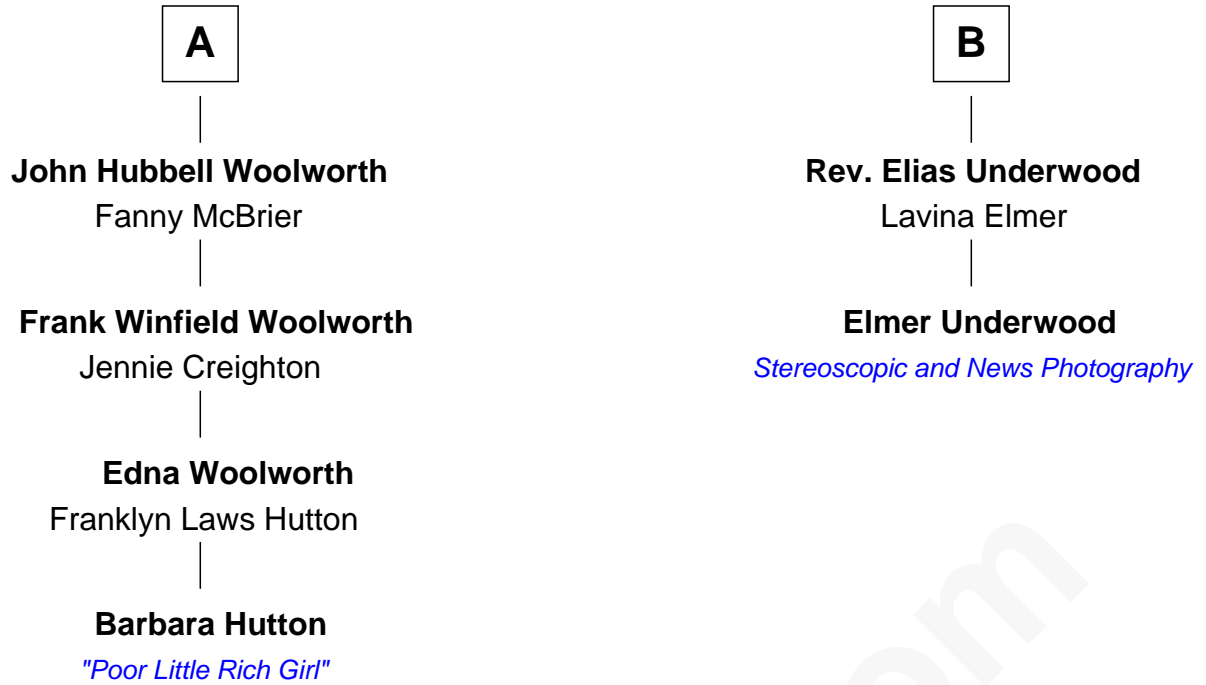 A
John Hubbell Woolworth
Fanny McBrier
Frank Winfield Woolworth
Jennie Creighton
Edna Woolworth
Franklyn Laws Hutton
Barbara Hutton
"Poor Little Rich Girl"
B
Rev. Elias Underwood
Lavina Elmer
Elmer Underwood
Stereoscopic and News Photography
om